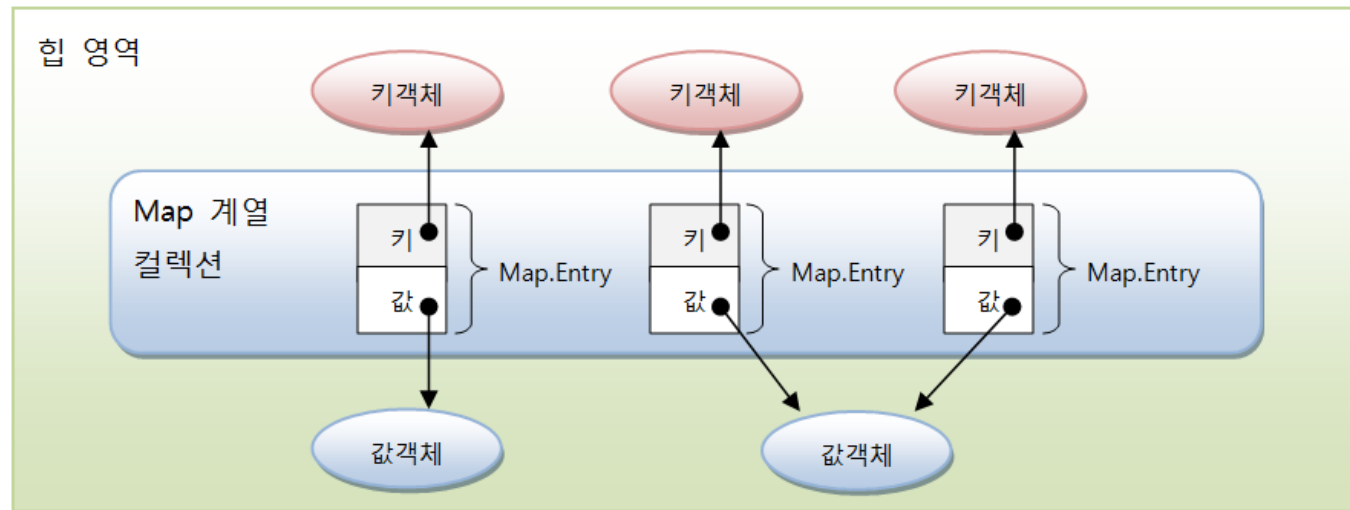 힙 영역
키객체
키객체
키객체
Map 계열
컬렉션
키
값
Map.Entry
키
값
Map.Entry
키
값
Map.Entry
값객체
값객체